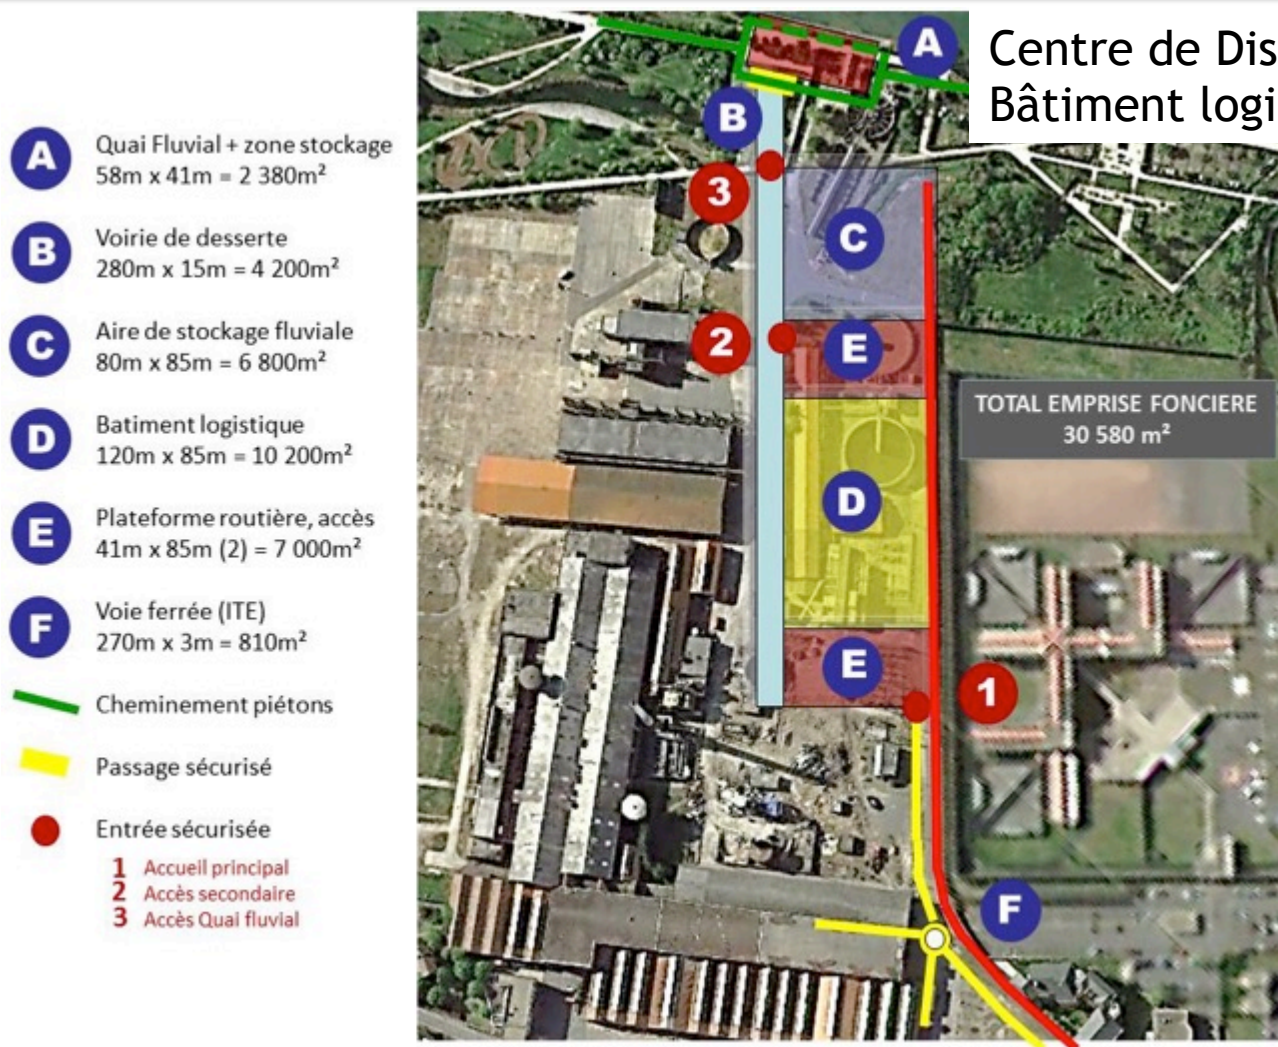 Centre de Dis
Bâtiment logi
A
Quai Fluvial + zone stockage
58m x 41m = 2 380m²
B
Voirie de desserte
280m x 15m = 4 200m²
C
Aire de stockage fluviale
80m x 85m = 6 800m²
D
Batiment logistique
120m x 85m = 10 200m²
E
Plateforme routière, accès
41m x 85m (2) = 7 000m²
F
Voie ferrée (ITE)
270m x 3m = 810m²
Cheminement piétons
Passage sécurisé
Entrée sécurisée
1 Accueil principal
2 Accès secondaire
3 Accès Quai fluvial
A
B
3
C
2
E
TOTAL EMPRISE FONCIERE
30 580 m²
D
E
1
F